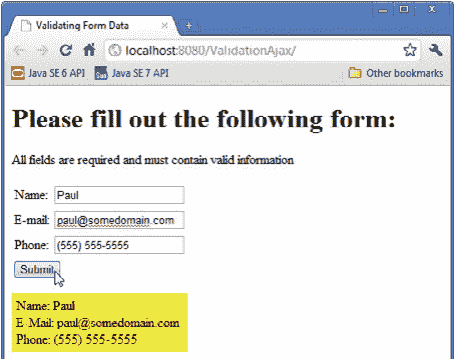 Validating Form Data
localhost:8080/ValidationAjax/
Java SE 6 API Java SE 7 API Other bookmarks
Please fill out the following form:
All fields are required and must contain valid information
Name: Paul
E-mail: paul@somedomain.com
Phone: (555) 555-5555
Submit
Name: Paul
E-Mail: paul@somedomain.com
Phone: (555) 555-5555